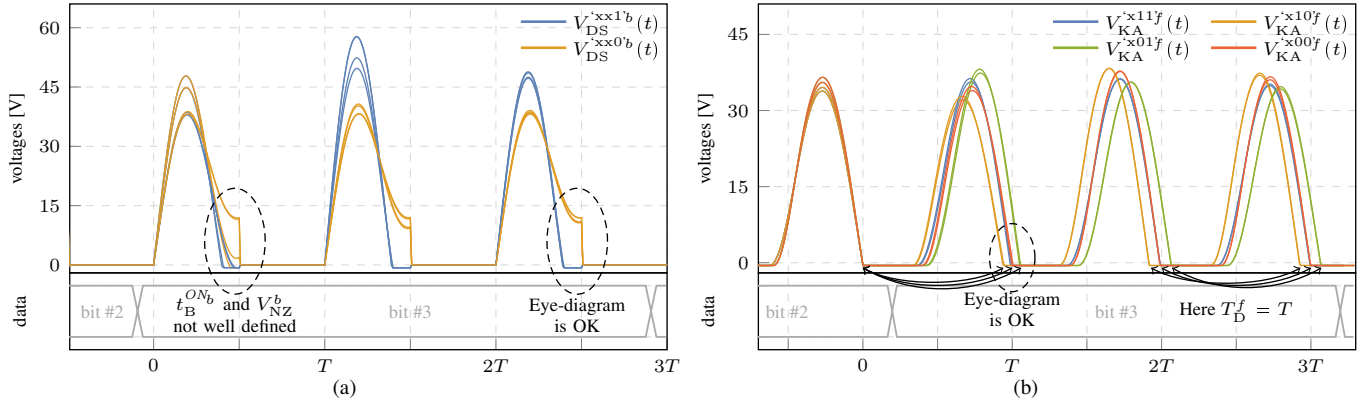 60
45
30
15
0
voltages [V]
V_DS^'xx1'b (t)
V_DS^'xx0'b (t)
data
bit #2
t_B^ONb and V_NZ^b
not well defined
bit #3
Eye-diagram
is OK
0
T
2T
3T
(a)
45
30
15
0
voltages [V]
V_KA^'x11'f (t)
V_KA^'x10'f (t)
V_KA^'x01'f (t)
V_KA^'x00'f (t)
data
bit #2
Eye-diagram
is OK
bit #3
Here T_D^f = T
0
T
2T
3T
(b)